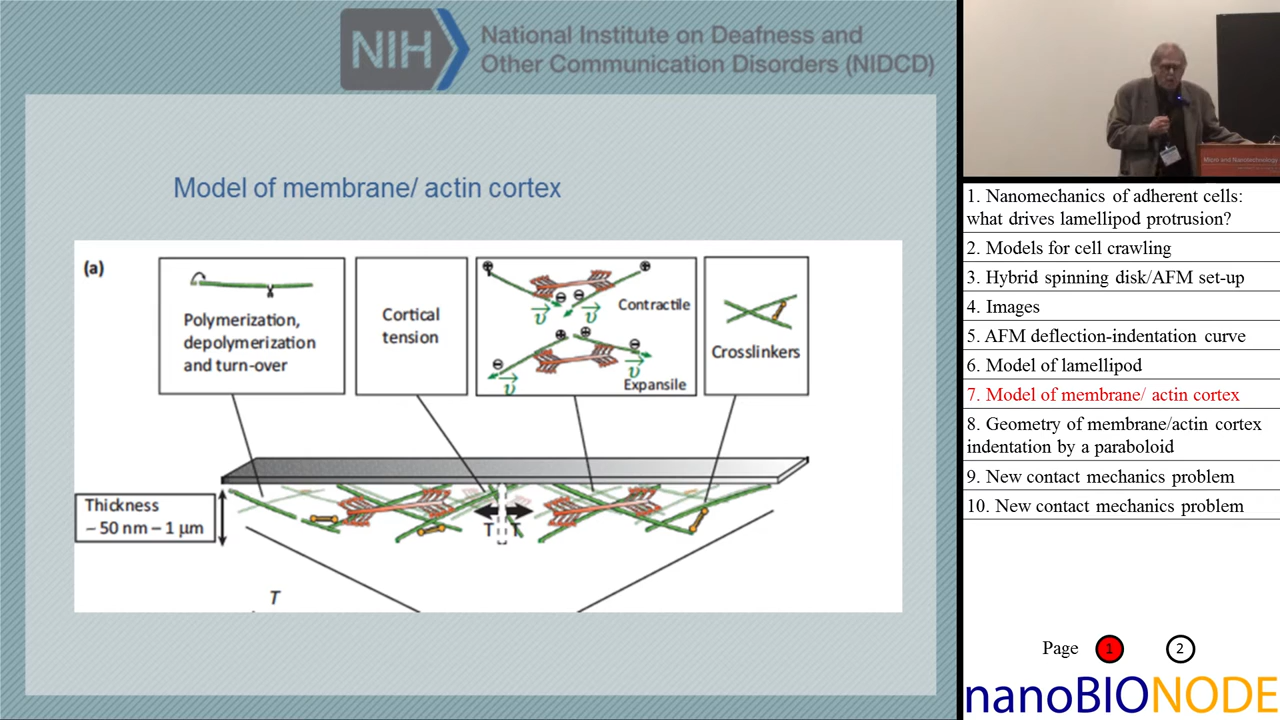 NIH National Institute on Deafness and
Other Communication Disorders (NIDCD)
Model of membrane/ actin cortex
(a)
Polymerization,
depolymerization
and turn-over
Cortical
tension
Contractile
Expansile
υ
υ
υ
υ
Crosslinkers
Thickness
~ 50 nm – 1 μm
T T
T
Micro and Nanotechnology
1. Nanomechanics of adherent cells:
what drives lamellipod protrusion?
2. Models for cell crawling
3. Hybrid spinning disk/AFM set-up
4. Images
5. AFM deflection-indentation curve
6. Model of lamellipod
7. Model of membrane/ actin cortex
8. Geometry of membrane/actin cortex
indentation by a paraboloid
9. New contact mechanics problem
10. New contact mechanics problem
Page 1 2
nanoBIONODE